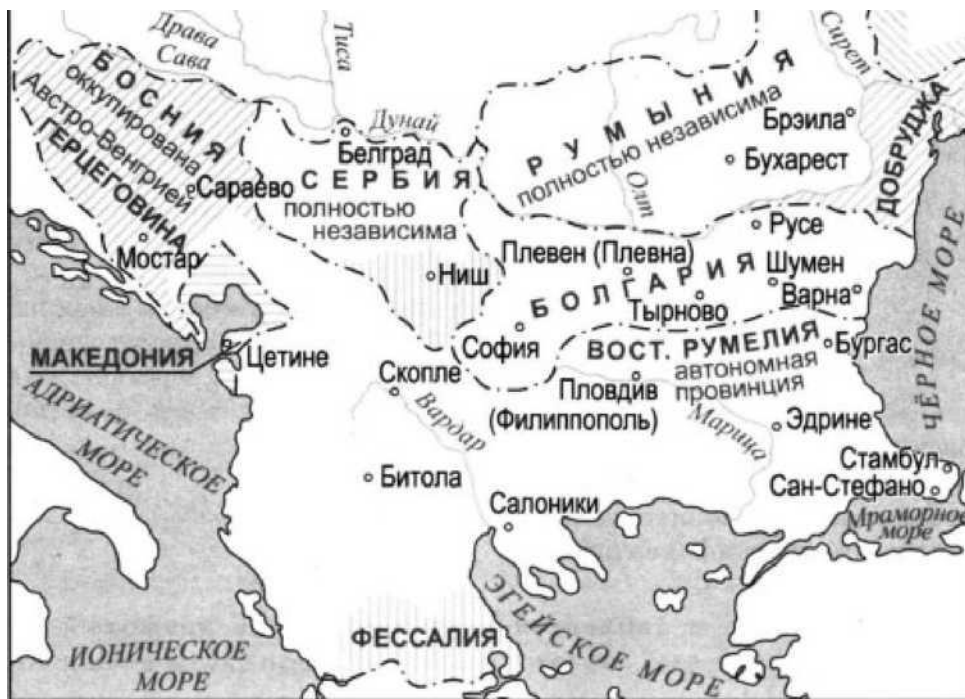 Драва
Сава
Тиса
Сирет
БОСНИЯ
оккупирована
Австро-Венгрией
ГЕРЦЕГОВИНА
Сараево
Мостар
Дунай
Белград
СЕРБИЯ
полностью
независима
Ниш
РУМЫНИЯ
полностью независима
Олт
Брэила
Бухарест
ДОБРУДЖА
ЧЁРНОЕ МОРЕ
Русе
Плевен (Плевна)
БОЛГАРИЯ
Шумен
Варна
Тырново
София
ВОСТ. РУМЕЛИЯ
автономная
провинция
Бургас
Пловдив
(Филиппополь)
Марица
Эдрине
Стамбул
Сан-Стефано
Мраморное
море
МАКЕДОНИЯ
Цетине
Скопле
Вардар
Битола
Салоники
АДРИАТИЧЕСКОЕ
МОРЕ
ЭГЕЙСКОЕ МОРЕ
ФЕССАЛИЯ
ИОНИЧЕСКОЕ
МОРЕ